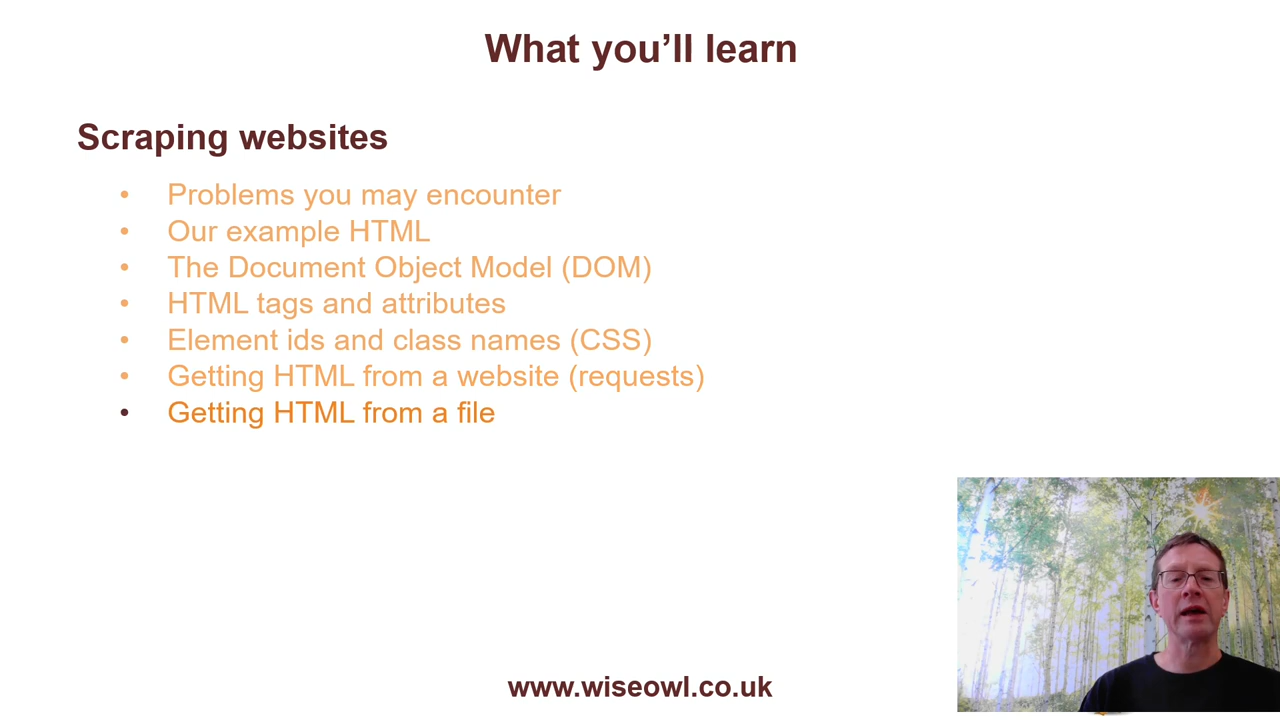 What you’ll learn
Scraping websites
• Problems you may encounter
• Our example HTML
• The Document Object Model (DOM)
• HTML tags and attributes
• Element ids and class names (CSS)
• Getting HTML from a website (requests)
• Getting HTML from a file
www.wiseowl.co.uk